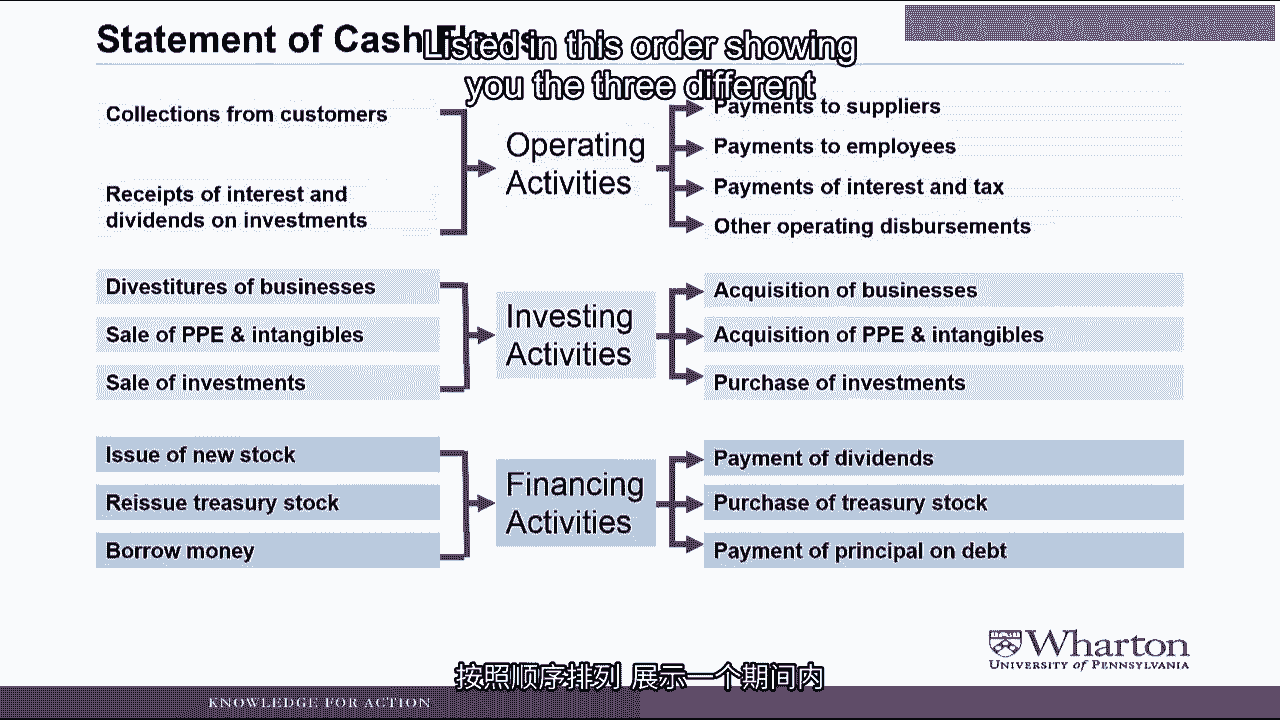 Statement of Cash Flows
Listed in this order showing
you the three different
Collections from customers
Receipts of interest and
dividends on investments
Operating
Activities
Payments to suppliers
Payments to employees
Payments of interest and tax
Other operating disbursements
Divestitures of businesses
Sale of PPE & intangibles
Sale of investments
Investing
Activities
Acquisition of businesses
Acquisition of PPE & intangibles
Purchase of investments
Issue of new stock
Reissue treasury stock
Borrow money
Financing
Activities
Payment of dividends
Purchase of treasury stock
Payment of principal on debt
Wharton
UNIVERSITY of PENNSYLVANIA
按照顺序排列 展示一个期间内
KNOWLEDGE FOR ACTION